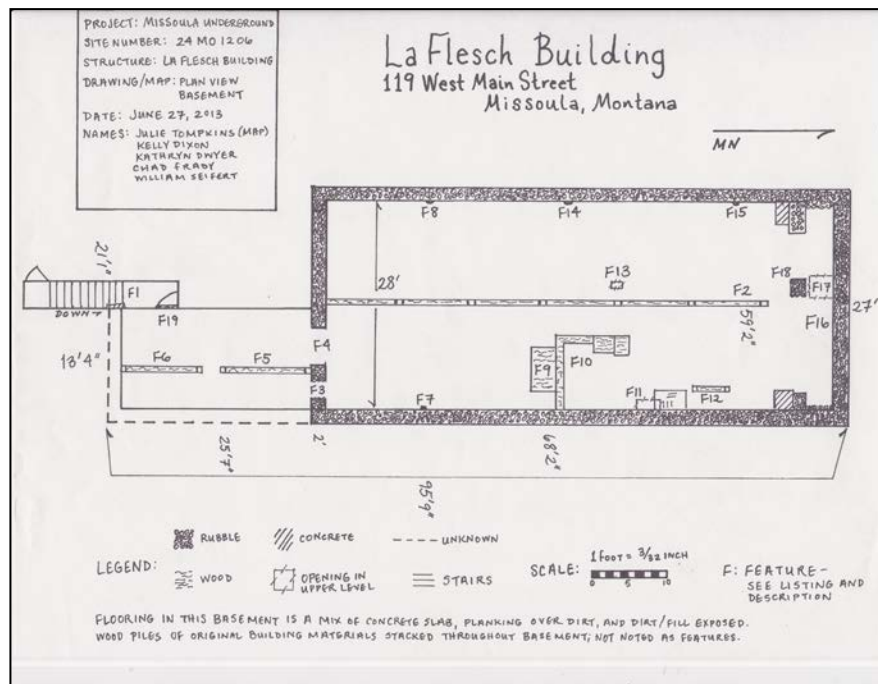 PROJECT: MISSOULA UNDERGROUND
SITE NUMBER: 24 MO 1206
STRUCTURE: LA FLESCH BUILDING
DRAWING/MAP: PLAN VIEW
BASEMENT
DATE: JUNE 27, 2013
NAMES: JULIE TOMPKINS (MAP)
KELLY DIXON
KATHRYN DWYER
CHAD FRADY
WILLIAM SEIFERT
La Flesch Building
119 West Main Street
Missoula, Montana
MN
F8
F14
F15
21'1"
F1
DOWN
F19
28'
F13
F2
F18
F17
F16
27'
59'2"
13'4"
F6
F5
F4
F3
F9
F10
F7
F11
F12
25'7"
2'
68'2"
95'9"
LEGEND:
RUBBLE
CONCRETE
UNKNOWN
WOOD
OPENING IN
UPPER LEVEL
STAIRS
SCALE:
1 FOOT = 3/32 INCH
0 5 10
F: FEATURE -
SEE LISTING AND
DESCRIPTION
FLOORING IN THIS BASEMENT IS A MIX OF CONCRETE SLAB, PLANKING OVER DIRT, AND DIRT/FILL EXPOSED.
WOOD PILES OF ORIGINAL BUILDING MATERIALS STACKED THROUGHOUT BASEMENT; NOT NOTED AS FEATURES.